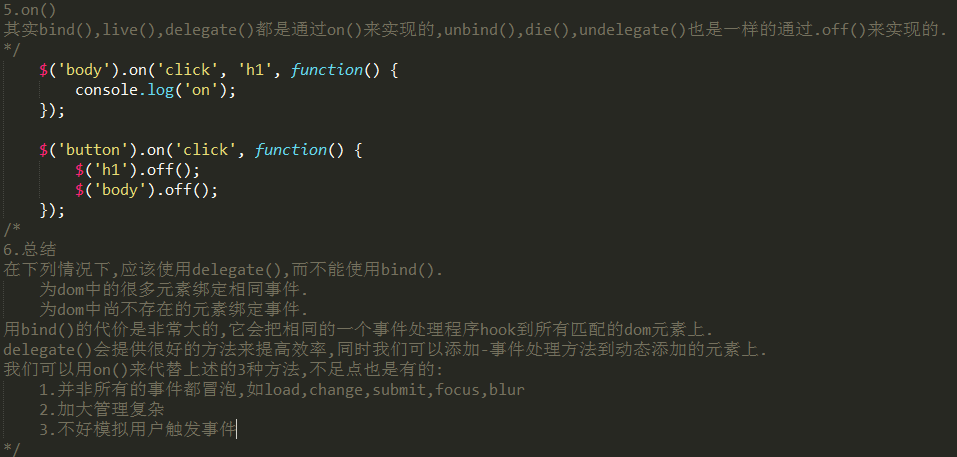 5.on()
其实bind(),live(),delegate()都是通过on()来实现的,unbind(),die(),undelegate()也是一样的通过.off()来实现的.
*/
$('body').on('click', 'h1', function() {
console.log('on');
});
$('button').on('click', function() {
$('h1').off();
$('body').off();
});
/*
6.总结
在下列情况下,应该使用delegate(),而不能使用bind().
为dom中的很多元素绑定相同事件.
为dom中尚不存在的元素绑定事件.
用bind()的代价是非常大的,它会把相同的一个事件处理程序hook到所有匹配的dom元素上.
delegate()会提供很好的方法来提高效率,同时我们可以添加-事件处理方法到动态添加的元素上.
我们可以用on()来代替上述的3种方法,不足点也是有的:
1.并非所有的事件都冒泡,如load,change,submit,focus,blur
2.加大管理复杂
3.不好模拟用户触发事件
*/